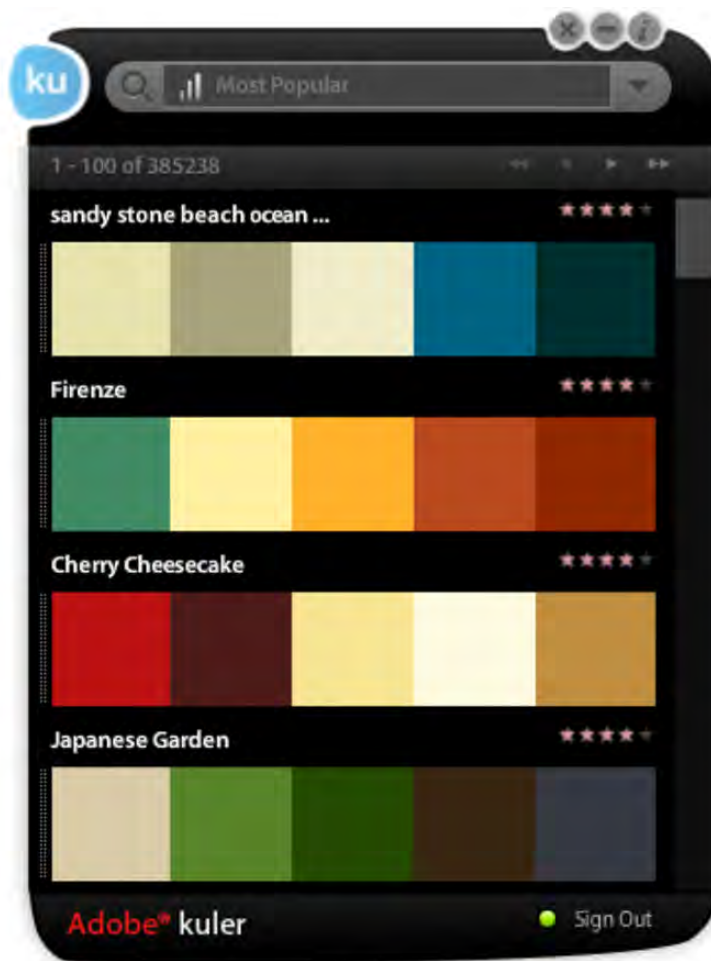 ku
Most Popular
1 - 100 of 385238
sandy stone beach ocean ...
Firenze
Cherry Cheesecake
Japanese Garden
Adobe® kuler
Sign Out